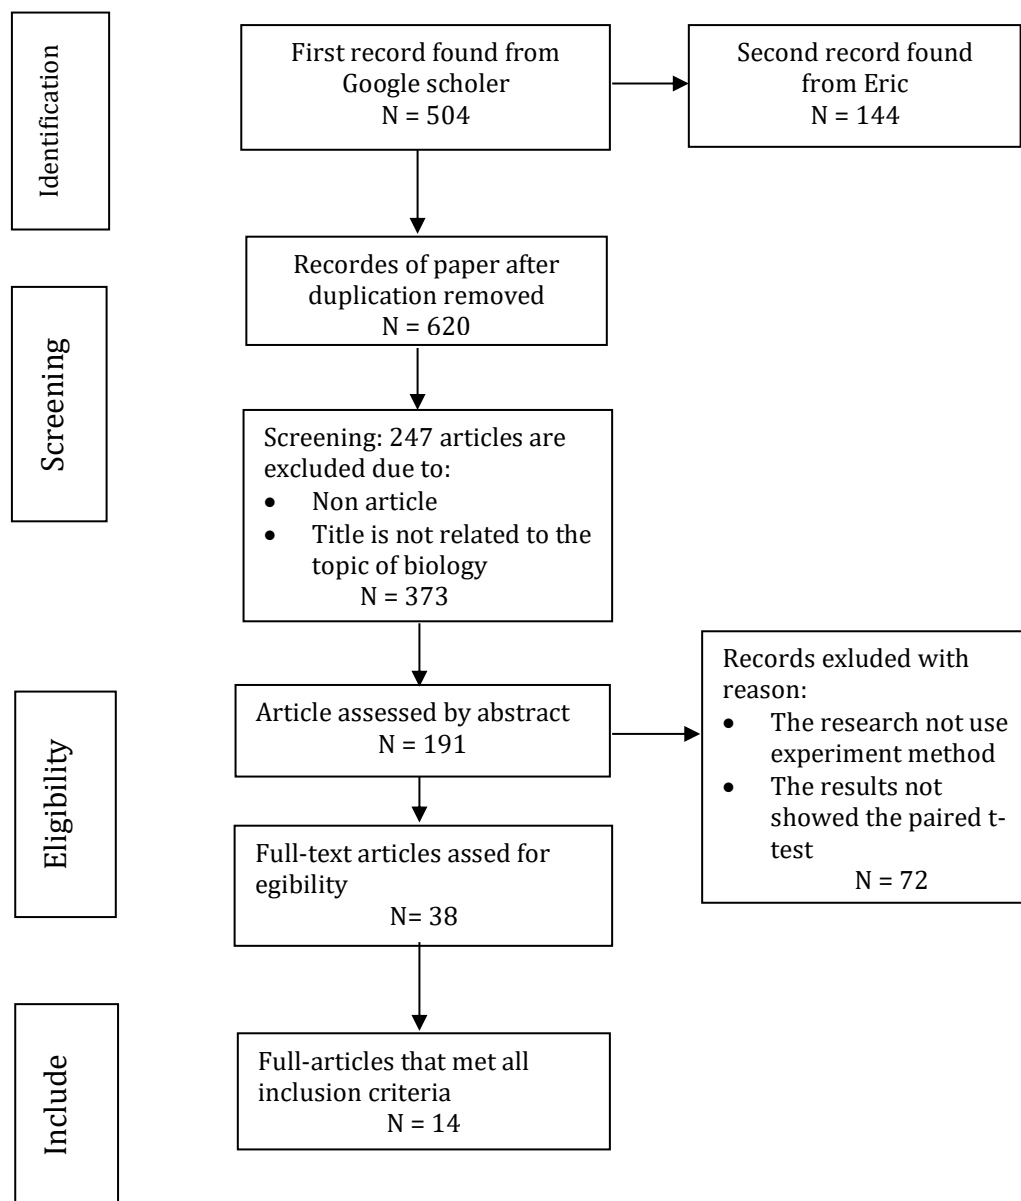 Identification
First record found from
Google scholer
N = 504
Second record found
from Eric
N = 144
Screening
Recordes of paper after
duplication removed
N = 620
Screening: 247 articles are
excluded due to:
• Non article
• Title is not related to the
topic of biology
N = 373
Eligibility
Article assessed by abstract
N = 191
Records exluded with
reason:
• The research not use
experiment method
• The results not
showed the paired t-
test
N = 72
Full-text articles assed for
egibility
N= 38
Include
Full-articles that met all
inclusion criteria
N = 14